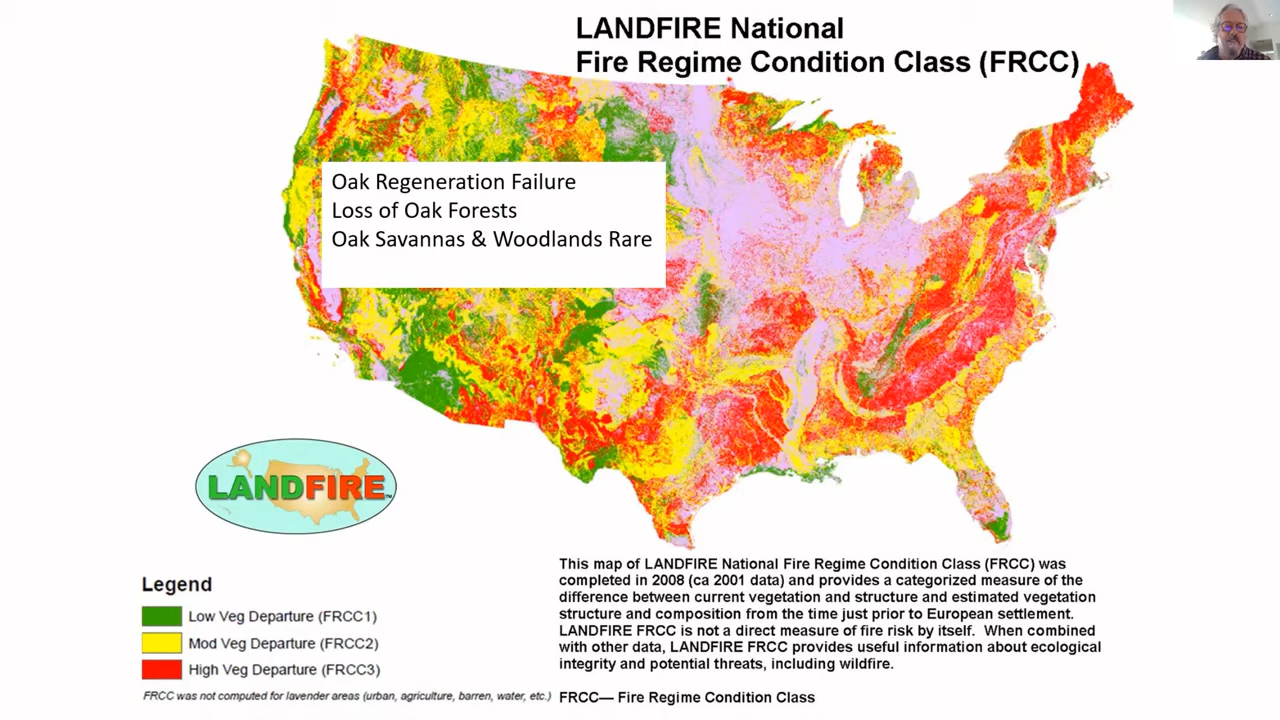 LANDFIRE National
Fire Regime Condition Class (FRCC)
Oak Regeneration Failure
Loss of Oak Forests
Oak Savannas & Woodlands Rare
LANDFIRE™
Legend
Low Veg Departure (FRCC1)
Mod Veg Departure (FRCC2)
High Veg Departure (FRCC3)
FRCC was not computed for lavender areas (urban, agriculture, barren, water, etc.)
This map of LANDFIRE National Fire Regime Condition Class (FRCC) was
completed in 2008 (ca 2001 data) and provides a categorized measure of the
difference between current vegetation and structure and estimated vegetation
structure and composition from the time just prior to European settlement.
LANDFIRE FRCC is not a direct measure of fire risk by itself.  When combined
with other data, LANDFIRE FRCC provides useful information about ecological
integrity and potential threats, including wildfire.
FRCC— Fire Regime Condition Class